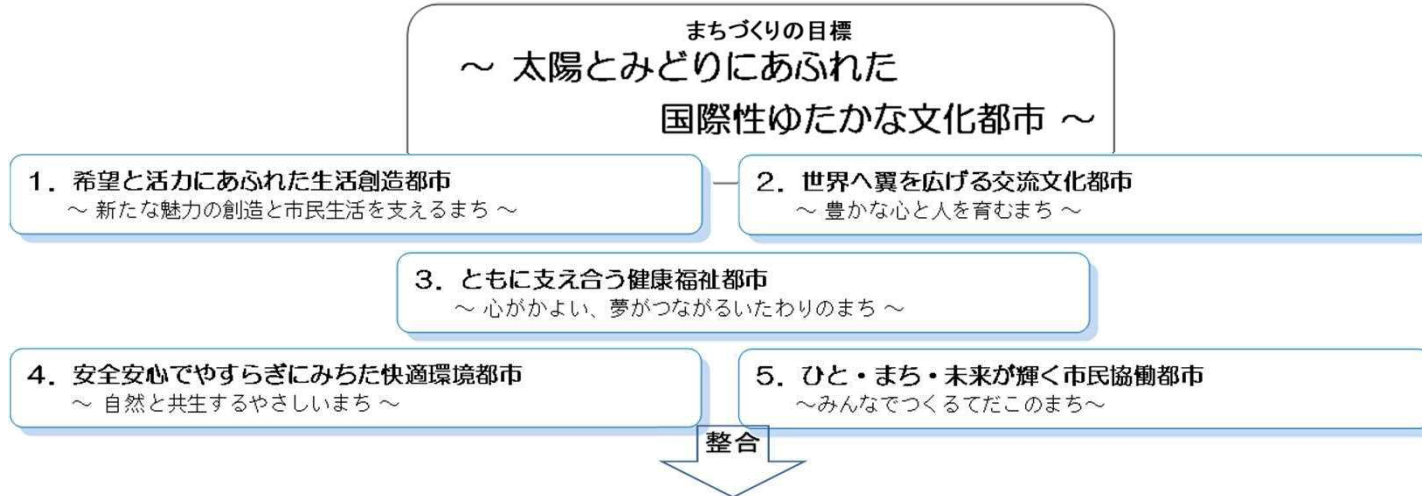 まちづくりの目標
～ 太陽とみどりにあふれた
国際性ゆたかな文化都市 ～
1．希望と活力にあふれた生活創造都市
～ 新たな魅力の創造と市民生活を支えるまち ～
2．世界へ翼を広げる交流文化都市
～ 豊かな心と人を育むまち ～
3．ともに支え合う健康福祉都市
～ 心がかよい、夢がつながるいたわりのまち ～
4．安全安心でやすらぎにみちた快適環境都市
～ 自然と共生するやさしいまち ～
5．ひと・まち・未来が輝く市民協働都市
～みんなでつくるてだこのまち～
整合